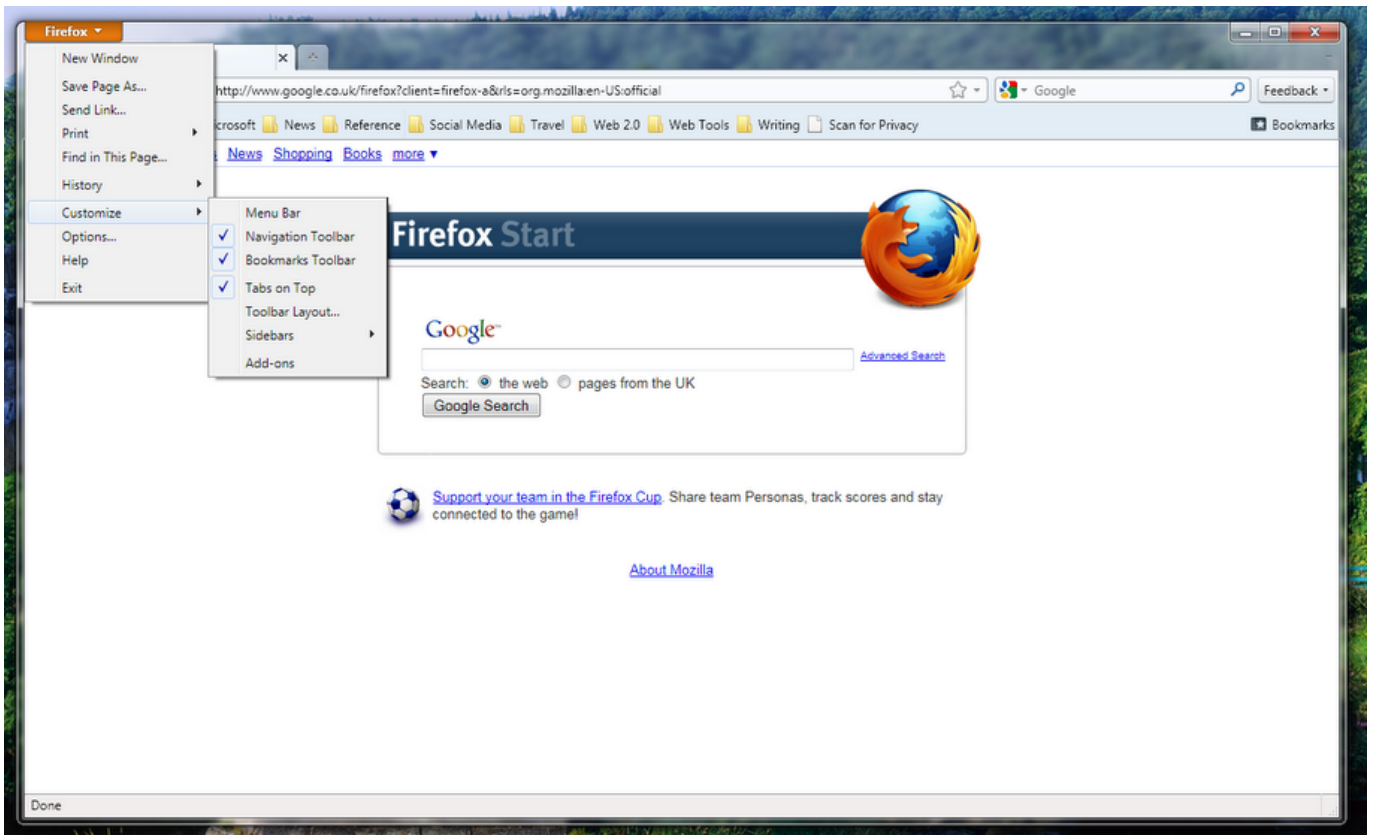 Firefox
New Window
Save Page As...
Send Link...
Print
Find in This Page...
History
Customize
Options...
Help
Exit
Menu Bar
Navigation Toolbar
Bookmarks Toolbar
Tabs on Top
Toolbar Layout...
Sidebars
Add-ons
http://www.google.co.uk/firefox?client=firefox-a&rls=org.mozilla:en-US:official
Google
Feedback
crosoft News Reference Social Media Travel Web 2.0 Web Tools Writing Scan for Privacy
Bookmarks
News Shopping Books more ▼
Firefox Start
Google™
Advanced Search
Search: the web pages from the UK
Google Search
Support your team in the Firefox Cup. Share team Personas, track scores and stay
connected to the game!
About Mozilla
Done